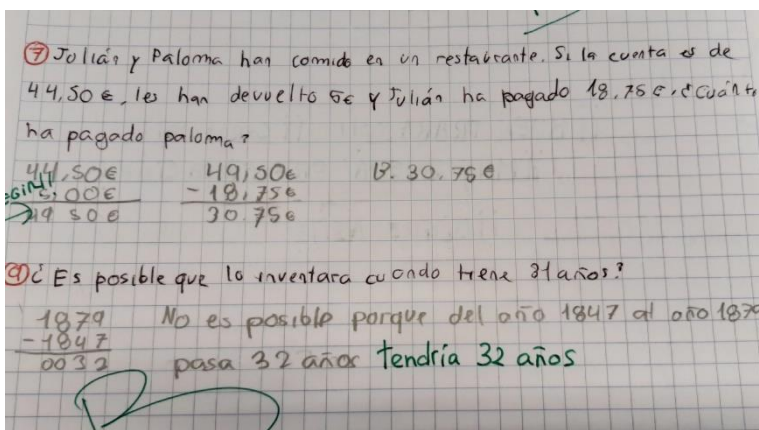 ⑦ Julián y Paloma han comido en un restaurante. Si la cuenta es de
44,50 €, les han devuelto 5€ y Julián ha pagado 18.75 €. ¿Cuánto
ha pagado paloma?
44,50€ 49,50€ R. 30.75€
5,00€ - 18,75€
49 50€ 30.75€
⑨ ¿Es posible que lo inventara cuando tiene 31 años?
1879 No es posible porque del año 1847 al año 1879
-1847
0032 pasa 32 años tendría 32 años